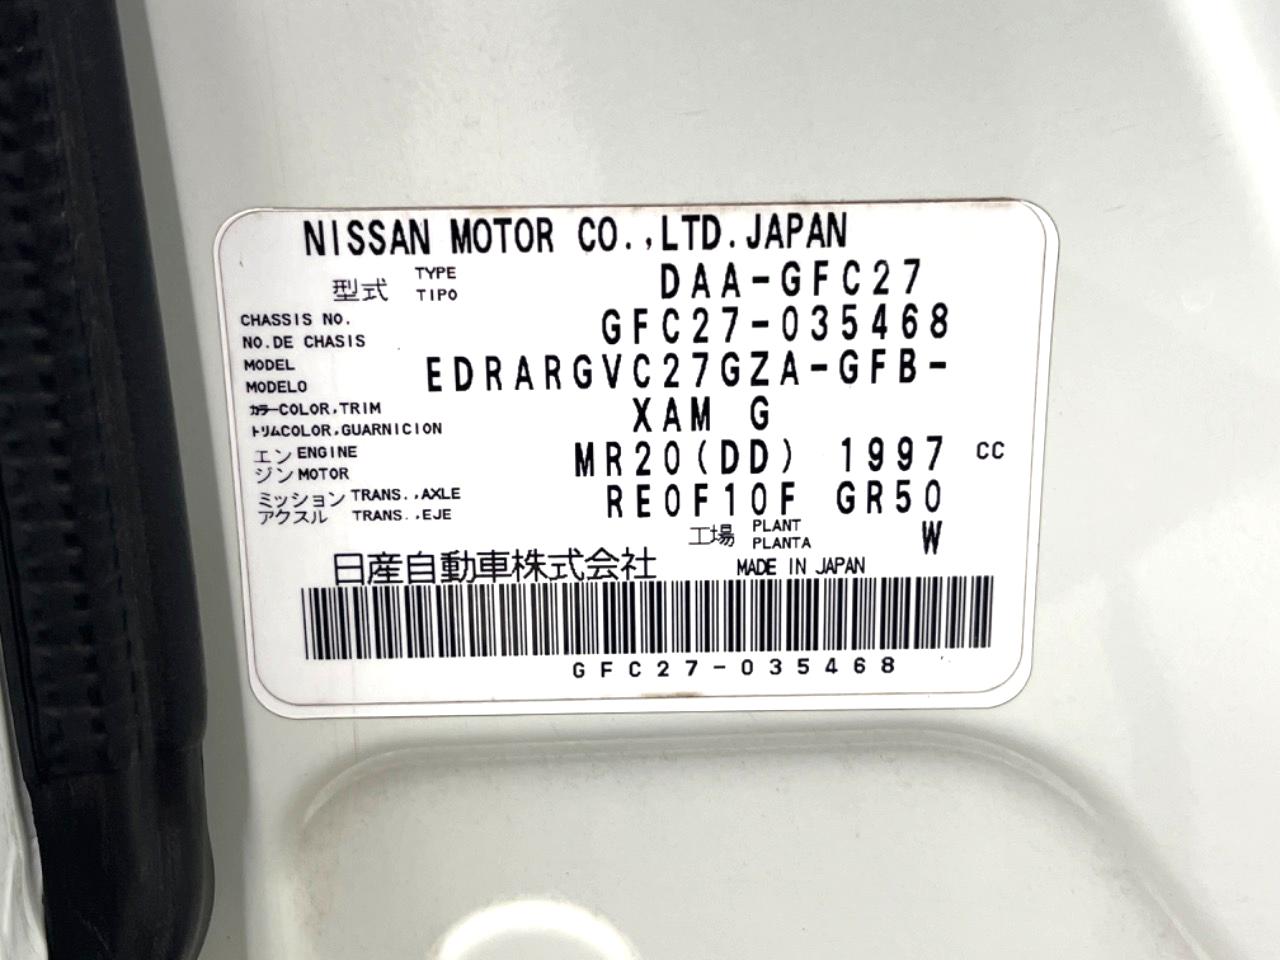 NISSAN MOTOR CO.,LTD.JAPAN
型式 TYPE TIPO DAA-GFC27
CHASSIS NO.
NO.DE CHASIS GFC27-035468
MODEL
MODELO EDRARGVC27GZA-GFB-
カラーCOLOR,TRIM
トリムCOLOR,GUARNICION XAM G
エンジン ENGINE MOTOR MR20(DD) 1997 CC
ミッション TRANS.,AXLE
アクスル TRANS.,EJE RE0F10F GR50
工場 PLANT PLANTA W
日産自動車株式会社 MADE IN JAPAN
GFC27-035468